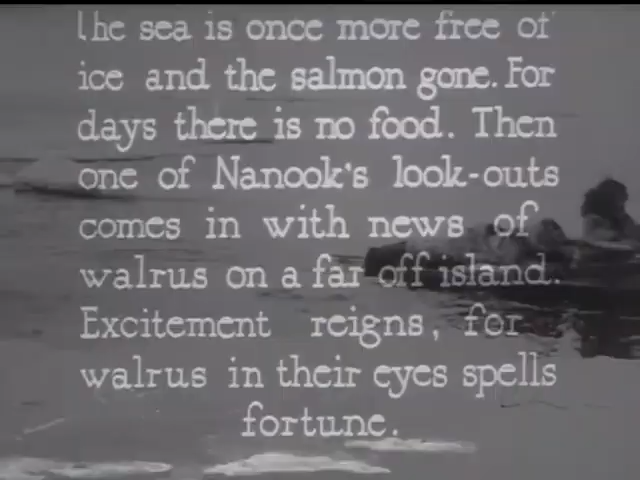 The sea is once more free of
ice and the salmon gone. For
days there is no food. Then
one of Nanook's look-outs
comes in with news of
walrus on a far off island.
Excitement reigns, for
walrus in their eyes spells
fortune.